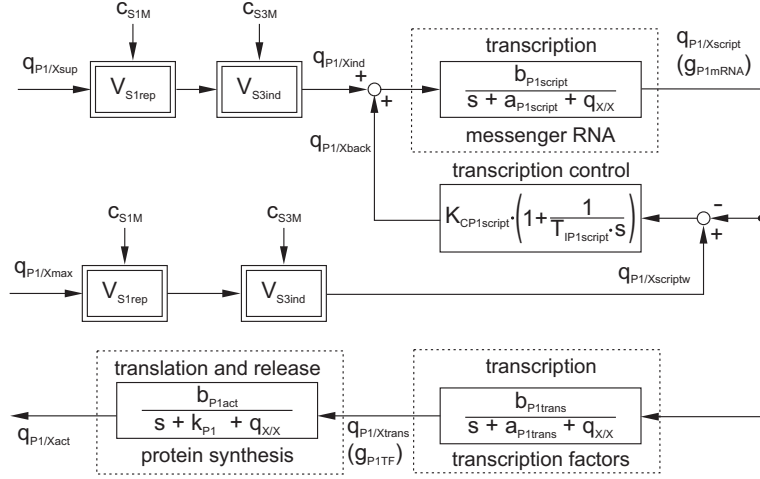 c_S1M
c_S3M
q_P1/Xsup
V_S1rep
V_S3ind
q_P1/Xind
+
+
transcription
b_P1script
s + a_P1script + q_X/X
messenger RNA
q_P1/Xscript
(g_P1mRNA)
q_P1/Xback
transcription control
K_CP1script·(1+ 1
T_IP1script·s)
-
+
c_S1M
c_S3M
q_P1/Xmax
V_S1rep
V_S3ind
q_P1/Xscriptw
translation and release
b_P1act
s + k_P1 + q_X/X
protein synthesis
q_P1/Xact
q_P1/Xtrans
(g_P1TF)
transcription
b_P1trans
s + a_P1trans + q_X/X
transcription factors